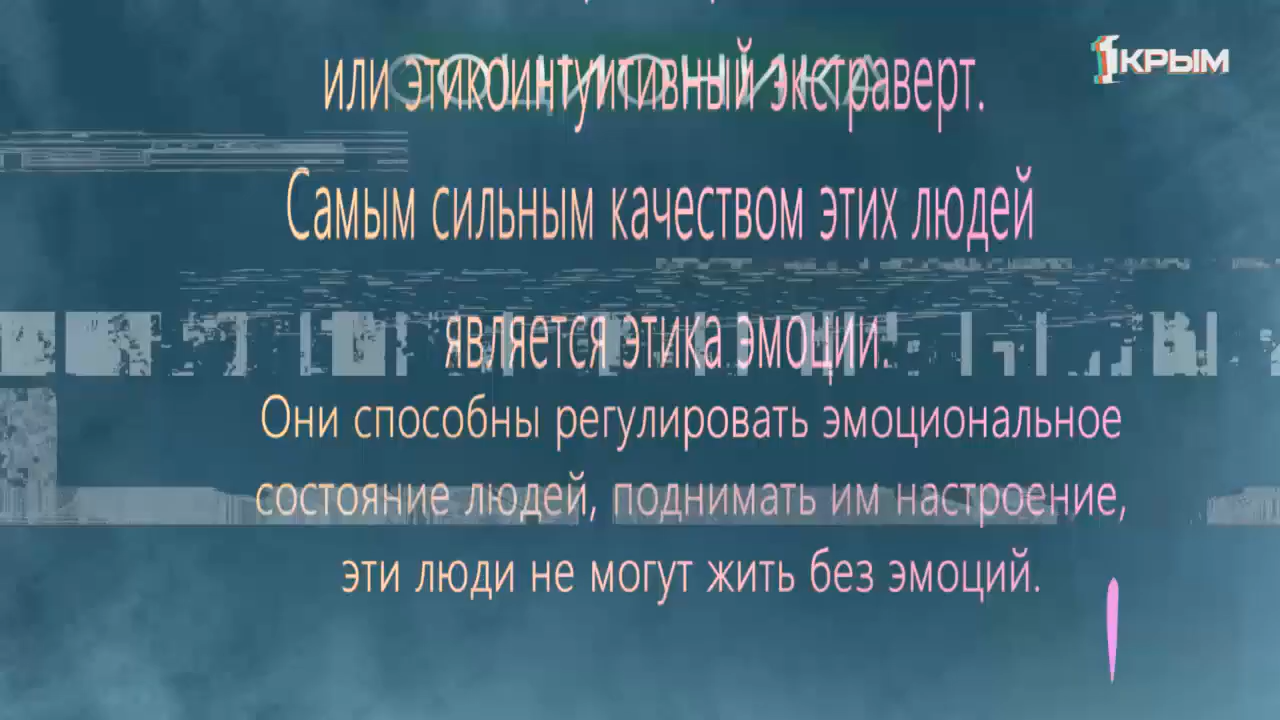 СОЦИОНИКА
1КРЫМ
или этикоинтуитивный экстраверт.
Самым сильным качеством этих людей
является этика эмоции.
Они способны регулировать эмоциональное
состояние людей, поднимать им настроение,
эти люди не могут жить без эмоций.